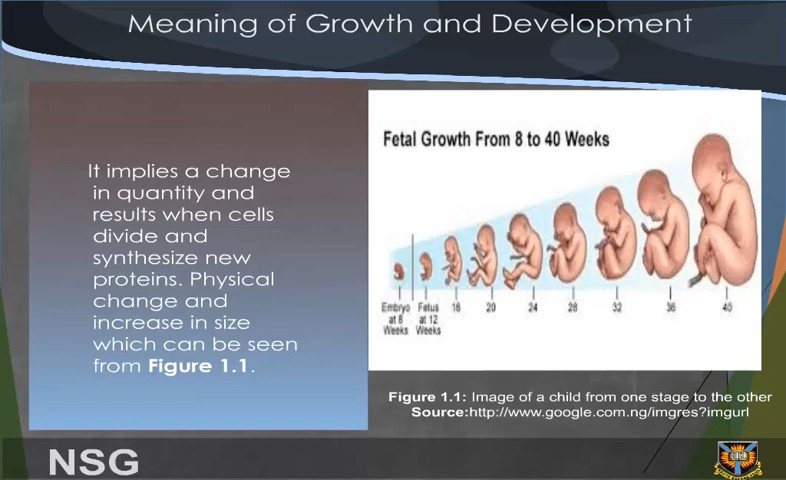 Meaning of Growth and Development
It implies a change
in quantity and
results when cells
divide and
synthesize new
proteins. Physical
change and
increase in size
which can be seen
from Figure 1.1.
Fetal Growth From 8 to 40 Weeks
Embryo at 8 Weeks
Fetus at 12 Weeks
16 20 24 28 32 36 40
Figure 1.1: Image of a child from one stage to the other
Source:http://www.google.com.ng/imgres?imgurl
NSG